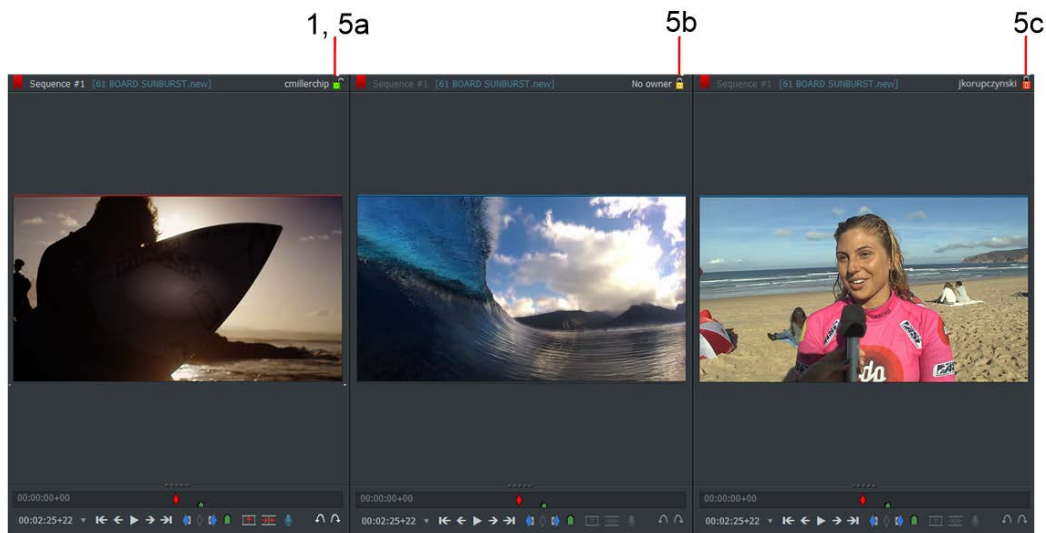 1, 5a 5b 5c
Sequence #1 [61 BOARD SUNBURST.new] cmillerchip
Sequence #1 [61 BOARD SUNBURST.new] No owner
Sequence #1 [61 BOARD SUNBURST.new] jkorupczynski
00:00:00+00
00:02:25+22
00:00:00+00
00:02:25+22
00:00:00+00
00:02:25+22